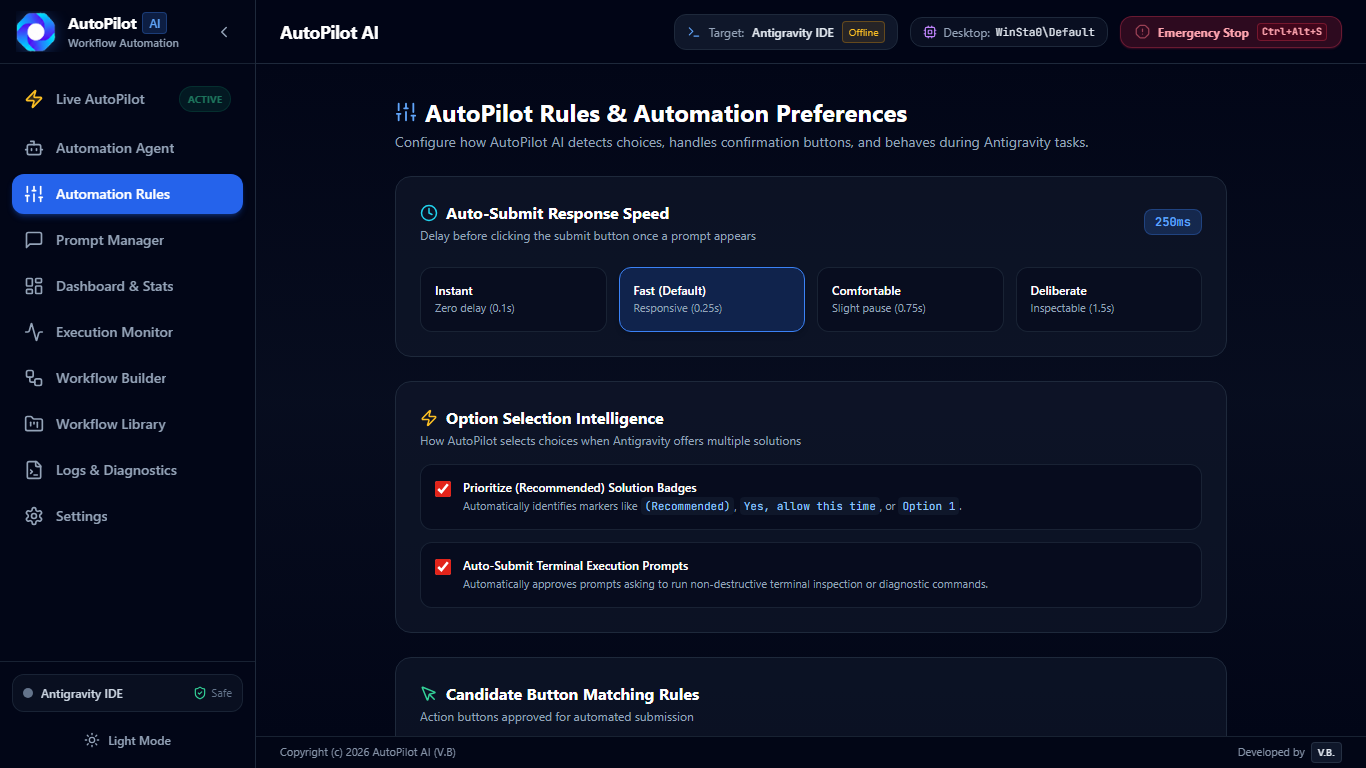 AutoPilot AI
Workflow Automation
AutoPilot AI
Target: Antigravity IDE Offline
Desktop: WinSta0\Default
Emergency Stop Ctrl+Alt+S
Live AutoPilot ACTIVE
Automation Agent
Automation Rules
Prompt Manager
Dashboard & Stats
Execution Monitor
Workflow Builder
Workflow Library
Logs & Diagnostics
Settings
Antigravity IDE Safe
Light Mode
AutoPilot Rules & Automation Preferences
Configure how AutoPilot AI detects choices, handles confirmation buttons, and behaves during Antigravity tasks.
Auto-Submit Response Speed
Delay before clicking the submit button once a prompt appears
250ms
Instant
Zero delay (0.1s)
Fast (Default)
Responsive (0.25s)
Comfortable
Slight pause (0.75s)
Deliberate
Inspectable (1.5s)
Option Selection Intelligence
How AutoPilot selects choices when Antigravity offers multiple solutions
Prioritize (Recommended) Solution Badges
Automatically identifies markers like (Recommended), Yes, allow this time, or Option 1.
Auto-Submit Terminal Execution Prompts
Automatically approves prompts asking to run non-destructive terminal inspection or diagnostic commands.
Candidate Button Matching Rules
Action buttons approved for automated submission
Copyright (c) 2026 AutoPilot AI (V.B)
Developed by V.B.